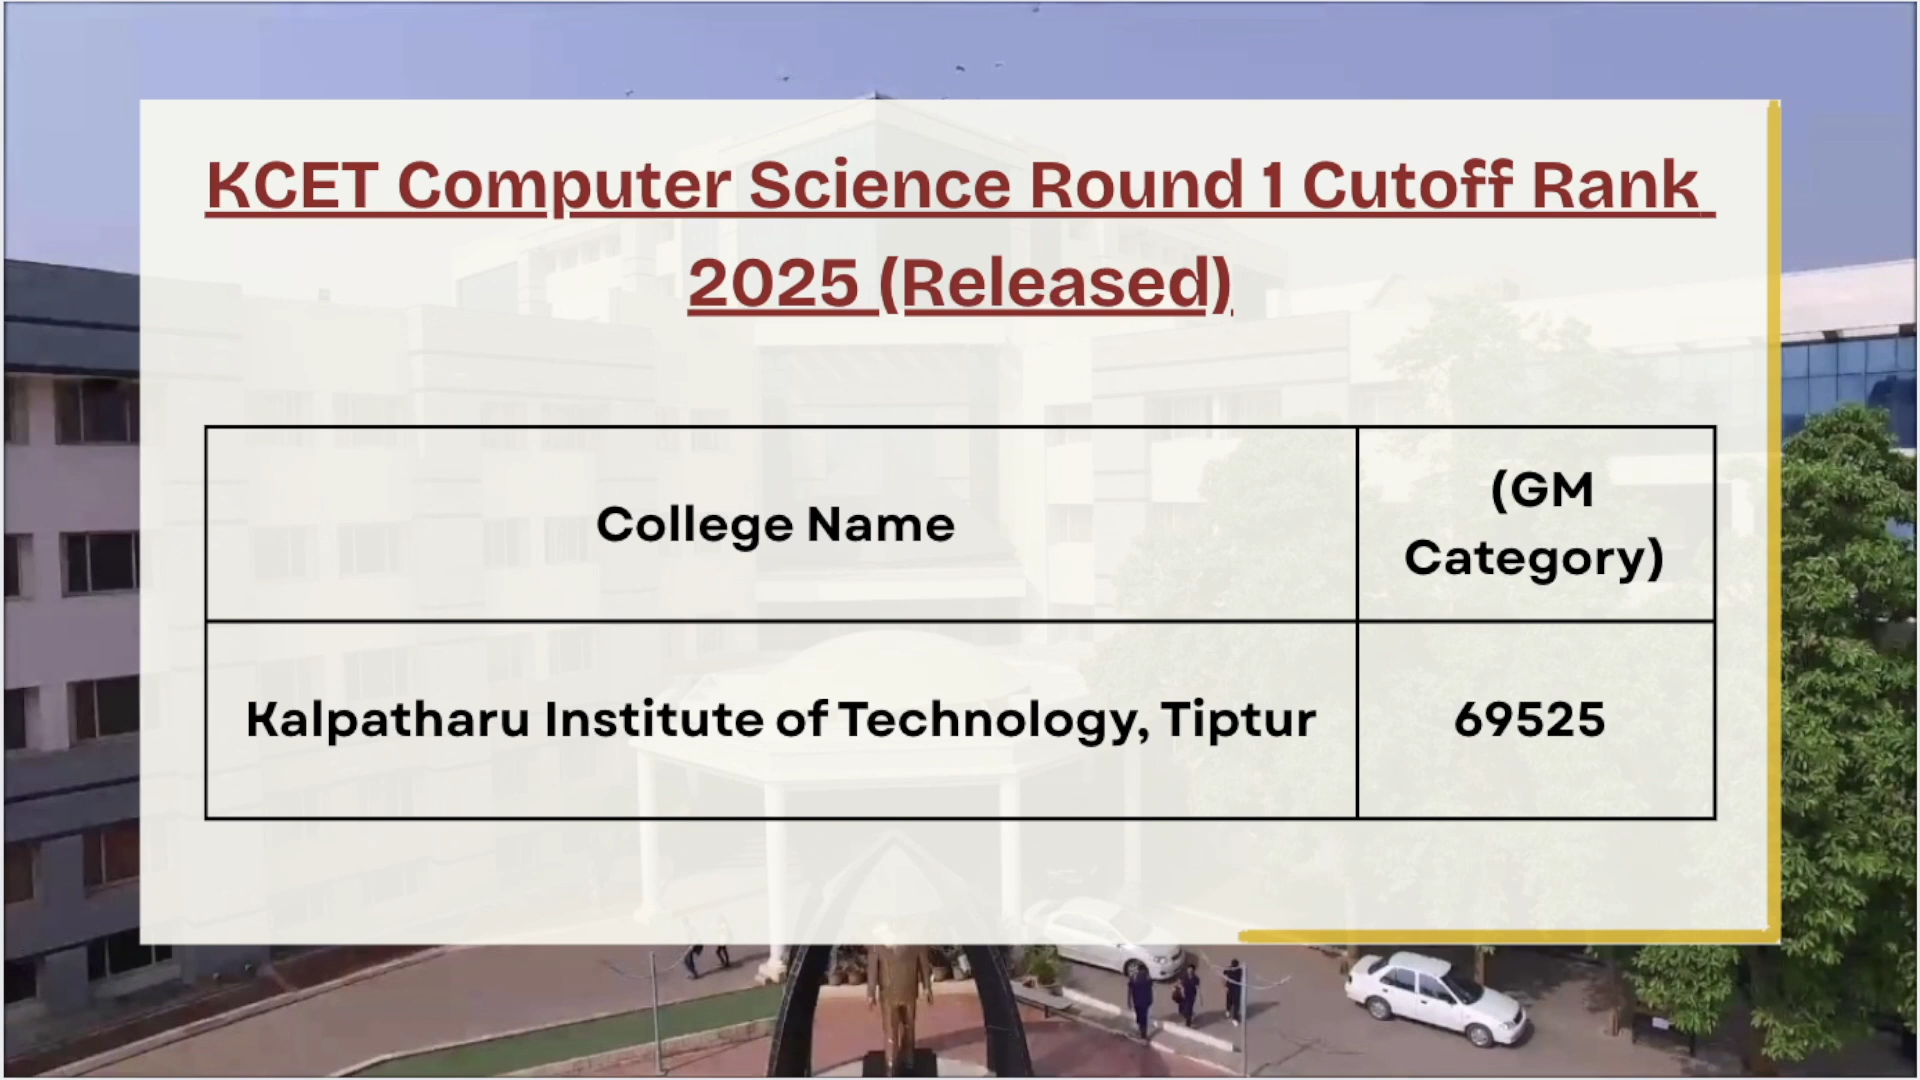 KCET Computer Science Round 1 Cutoff Rank
2025 (Released)
College Name
(GM
Category)
Kalpatharu Institute of Technology, Tiptur
69525